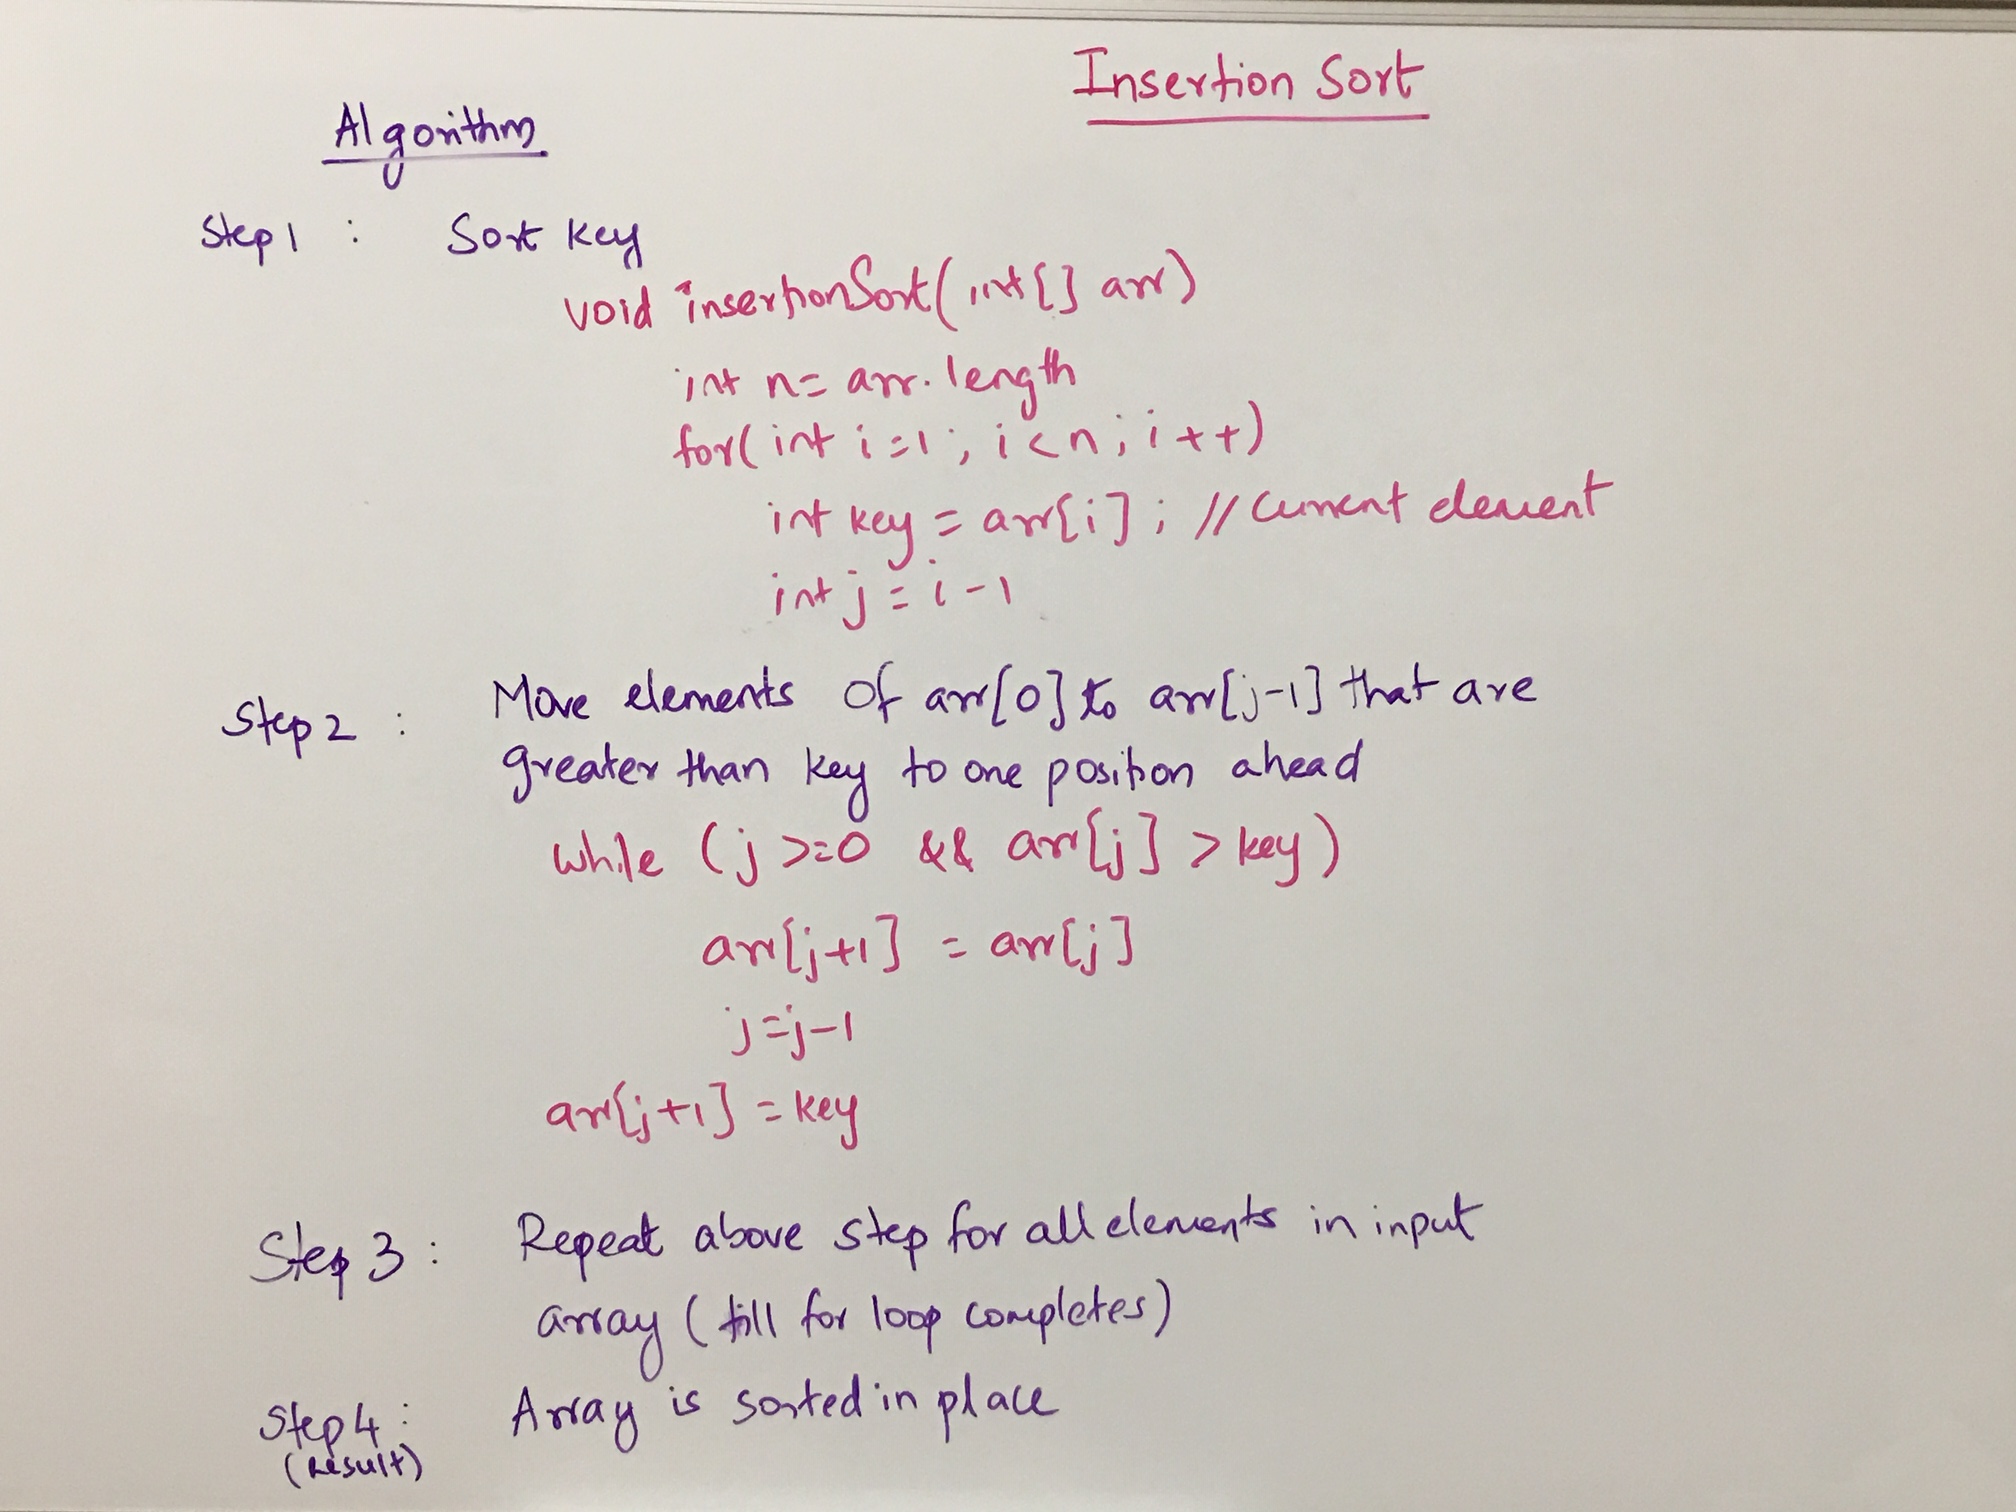 Insertion Sort
Algorithm
Step 1 : Sort key
void insertionSort(int[] arr)
int n= arr.length
for(int i=1; i<n; i++)
int key = arr[i]; // Current element
int j = i-1
Step 2 : Move elements of arr[0] to arr[j-1] that are
greater than key to one position ahead
while (j >=0 && arr[j] > key)
arr[j+1] = arr[j]
j=j-1
arr[j+1] = key
Step 3 : Repeat above step for all elements in input
array (till for loop completes)
Step 4 : Array is sorted in place
(Result)